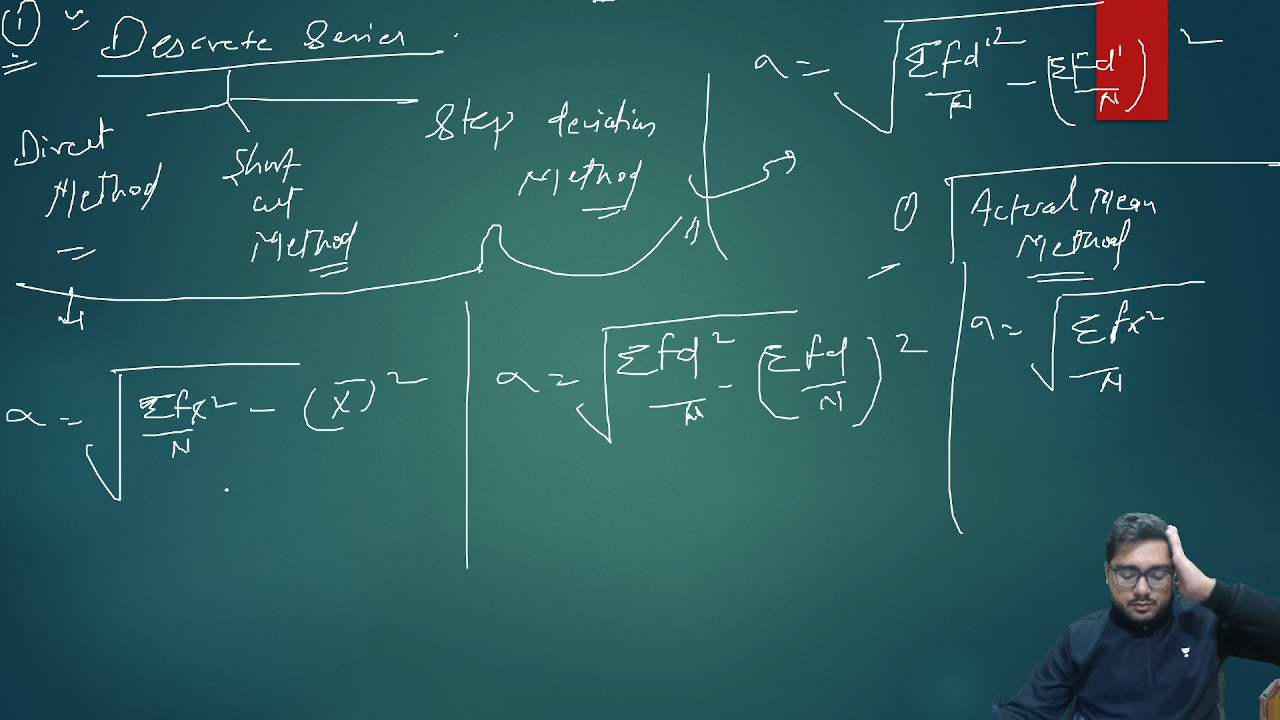 ① Descrete Series
Direct Method
Short cut Method
Step deviation Method
a = √(Σfd'²/N − (Σfd'/N)²)
① Actual Mean Method
a = √(Σfx²/N)
a = √(Σfx²/N − (X̄)²)
a = √(Σfd²/N − (Σfd/N)²)